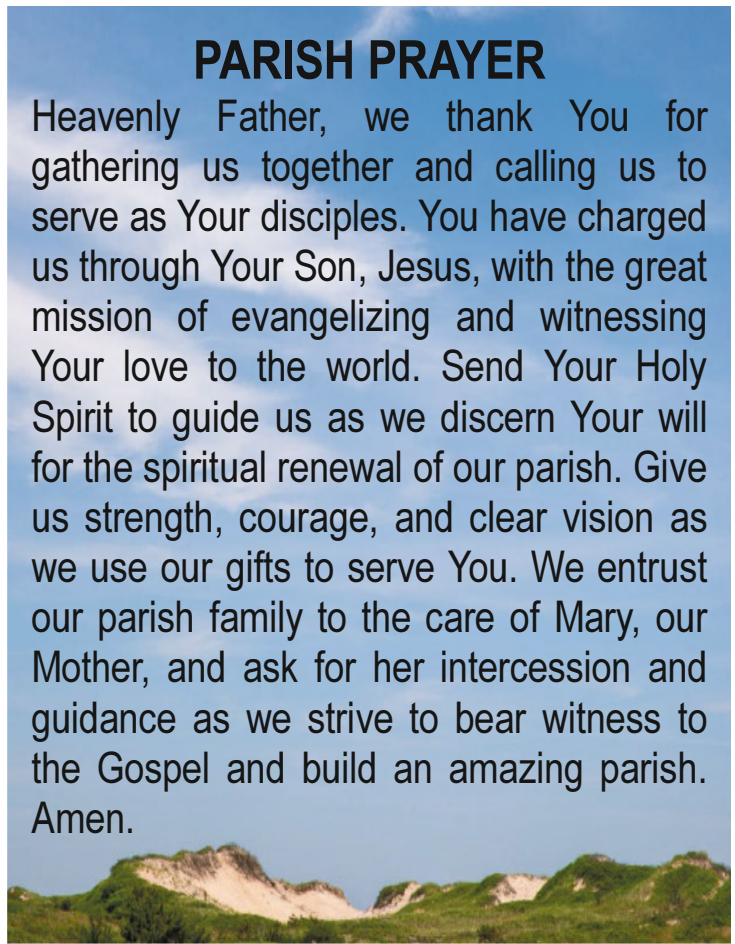 PARISH PRAYER
Heavenly Father, we thank You for
gathering us together and calling us to
serve as Your disciples. You have charged
us through Your Son, Jesus, with the great
mission of evangelizing and witnessing
Your love to the world. Send Your Holy
Spirit to guide us as we discern Your will
for the spiritual renewal of our parish. Give
us strength, courage, and clear vision as
we use our gifts to serve You. We entrust
our parish family to the care of Mary, our
Mother, and ask for her intercession and
guidance as we strive to bear witness to
the Gospel and build an amazing parish.
Amen.